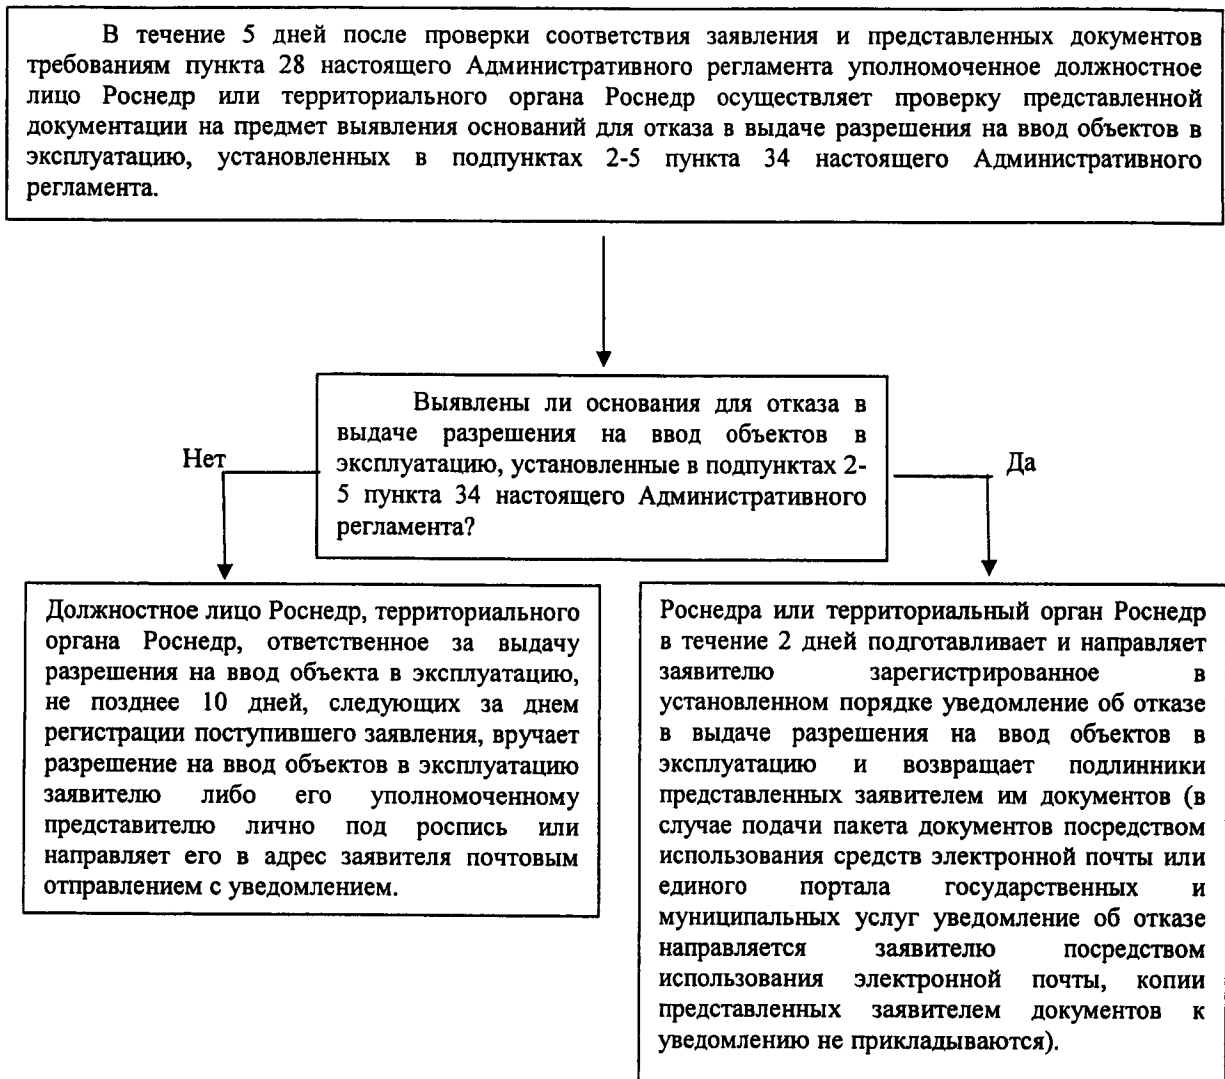 В течение 5 дней после проверки соответствия заявления и представленных документов
требованиям пункта 28 настоящего Административного регламента уполномоченное должностное
лицо Роснедр или территориального органа Роснедр осуществляет проверку представленной
документации на предмет выявления оснований для отказа в выдаче разрешения на ввод объектов в
эксплуатацию, установленных в подпунктах 2-5 пункта 34 настоящего Административного
регламента.
Выявлены ли основания для отказа в
выдаче разрешения на ввод объектов в
эксплуатацию, установленные в подпунктах 2-
5 пункта 34 настоящего Административного
регламента?
Нет
Да
Должностное лицо Роснедр, территориального
органа Роснедр, ответственное за выдачу
разрешения на ввод объекта в эксплуатацию,
не позднее 10 дней, следующих за днем
регистрации поступившего заявления, вручает
разрешение на ввод объектов в эксплуатацию
заявителю либо его уполномоченному
представителю лично под роспись или
направляет его в адрес заявителя почтовым
отправлением с уведомлением.
Роснедра или территориальный орган Роснедр
в течение 2 дней подготавливает и направляет
заявителю зарегистрированное в
установленном порядке уведомление об отказе
в выдаче разрешения на ввод объектов в
эксплуатацию и возвращает подлинники
представленных заявителем им документов (в
случае подачи пакета документов посредством
использования средств электронной почты или
единого портала государственных и
муниципальных услуг уведомление об отказе
направляется заявителю посредством
использования электронной почты, копии
представленных заявителем документов к
уведомлению не прикладываются).